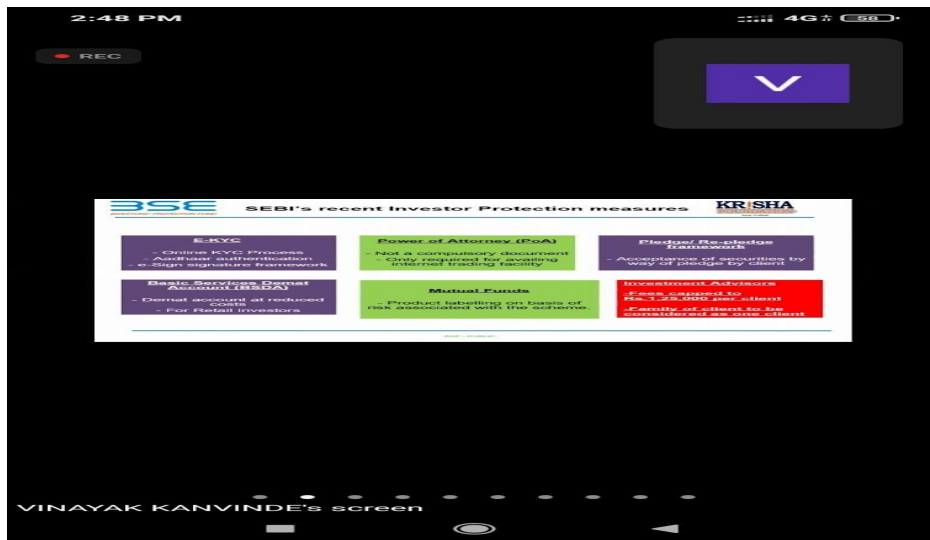 2:48 PM
4G
58
REC
V
BSE
INVESTORS' PROTECTION FUND
SEBI's recent Investor Protection measures
KRISHA
FOUNDATION
E-KYC
- Online KYC Process
- Aadhaar authentication
- e-Sign signature framework
Power of Attorney (PoA)
- Not a compulsory document
- Only required for availing
internet trading facility
Pledge/ Re-pledge
framework
- Acceptance of securities by
way of pledge by client
Basic Services Demat
Account (BSDA)
- Demat account at reduced
costs
- For Retail investors
Mutual Funds
- Product labelling on basis of
risk associated with the scheme.
Investment Advisors
-Fees capped to
Rs.1,25,000 per client
-Family of client to be
considered as one client
VINAYAK KANVINDE's screen